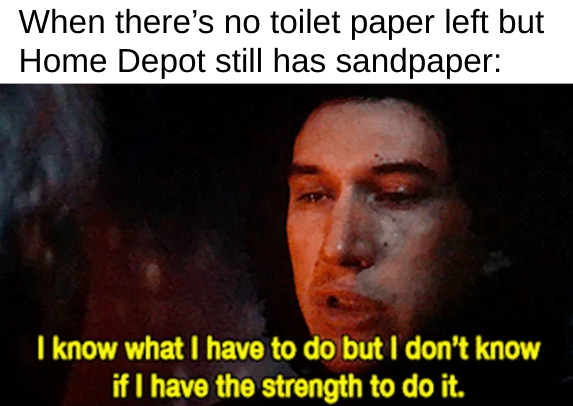 When there’s no toilet paper left but
Home Depot still has sandpaper:
I know what I have to do but I don't know
if I have the strength to do it.